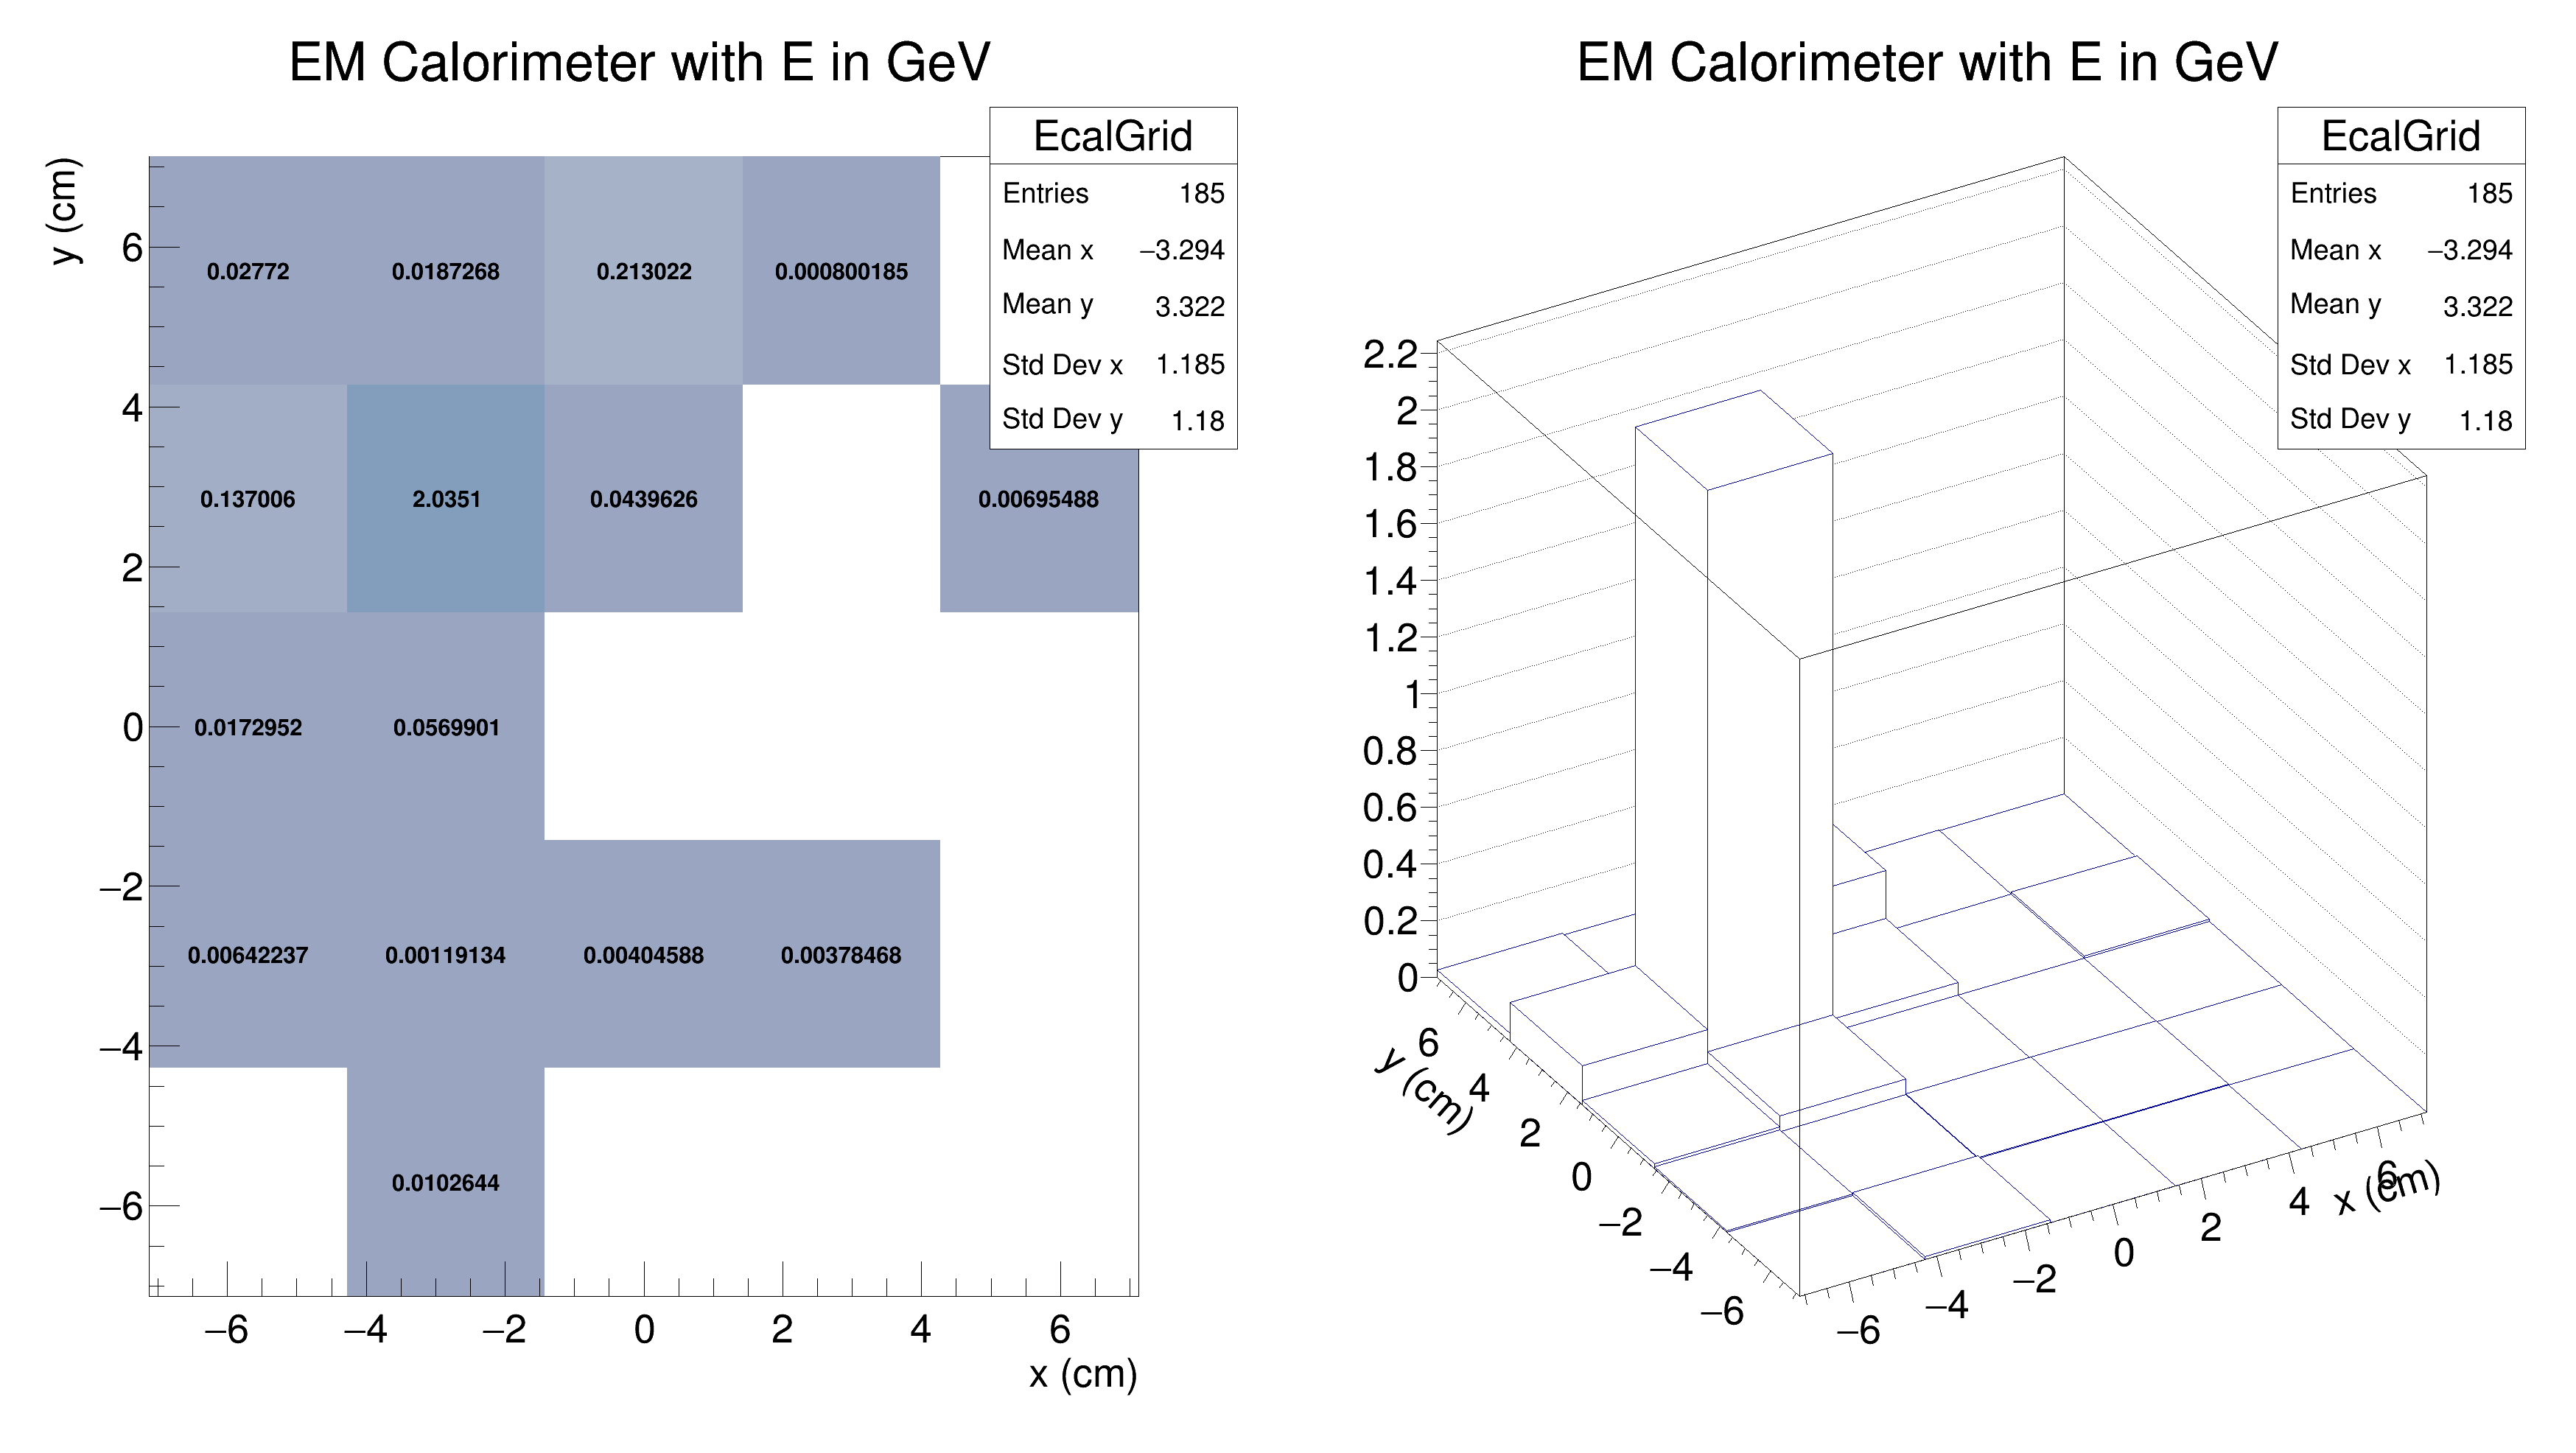 EM Calorimeter with E in GeV
EcalGrid
Entries 185
Mean x −3.294
Mean y 3.322
Std Dev x 1.185
Std Dev y 1.18
y (cm)
6
4
2
0
−2
−4
−6
0.02772 0.0187268 0.213022 0.000800185
0.137006 2.0351 0.0439626 0.00695488
0.0172952 0.0569901
0.00642237 0.00119134 0.00404588 0.00378468
0.0102644
−6 −4 −2 0 2 4 6
x (cm)
EM Calorimeter with E in GeV
EcalGrid
Entries 185
Mean x −3.294
Mean y 3.322
Std Dev x 1.185
Std Dev y 1.18
2.2
2
1.8
1.6
1.4
1.2
1
0.8
0.6
0.4
0.2
0
6
4
2
0
−2
−4
−6
y (cm)
−6
−4
−2
0
2
4
6
x (cm)